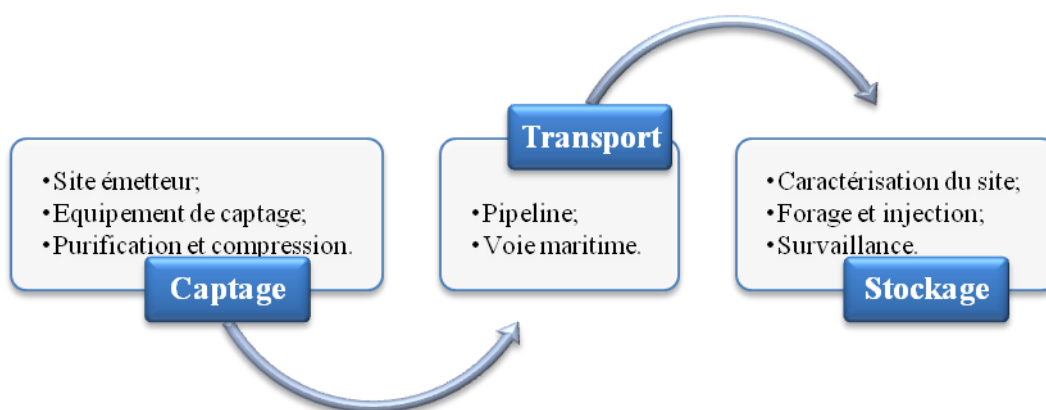 •Site émetteur;
•Equipement de captage;
•Purification et compression.
Captage
Transport
•Pipeline;
•Voie maritime.
•Caractérisation du site;
•Forage et injection;
•Survaillance.
Stockage